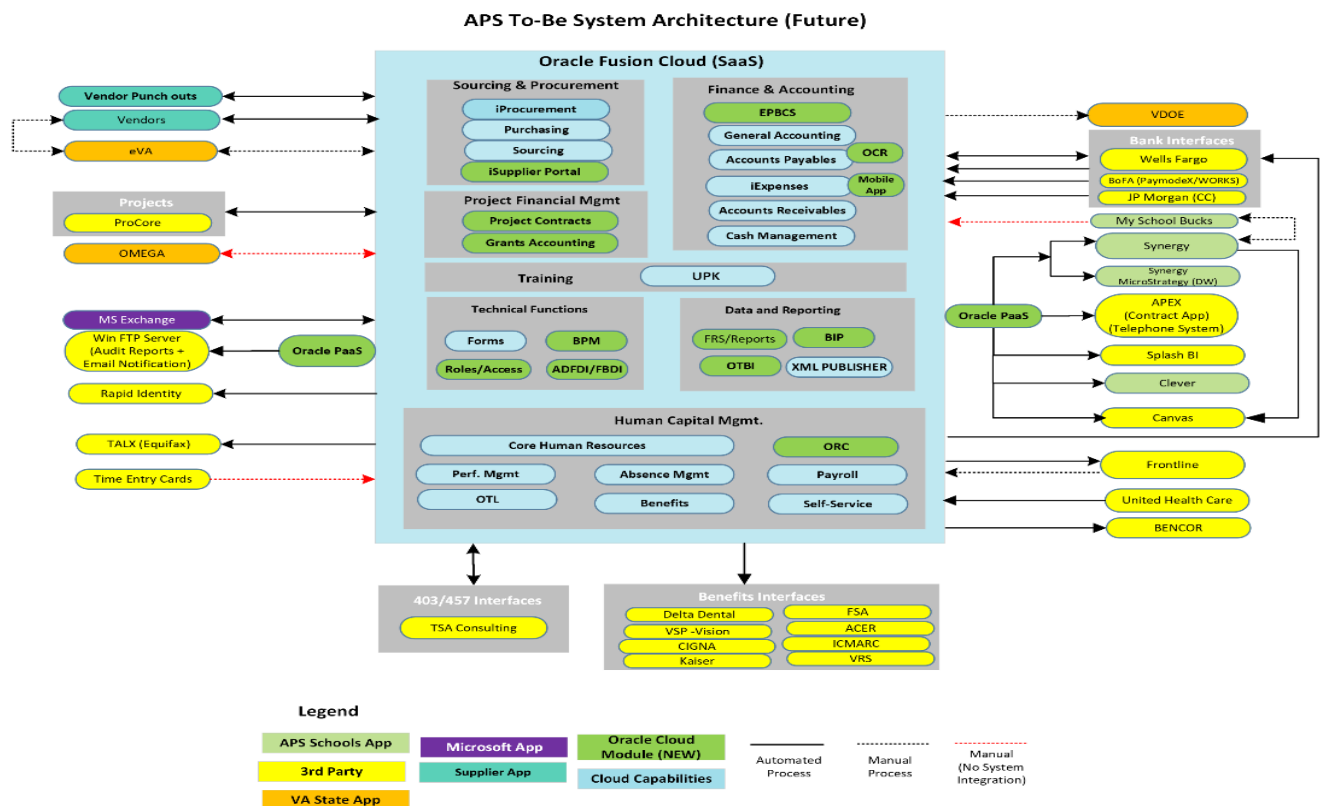 APS To-Be System Architecture (Future)
Oracle Fusion Cloud (SaaS)
Sourcing & Procurement
iProcurement
Purchasing
Sourcing
iSupplier Portal
Finance & Accounting
EPBCS
General Accounting
Accounts Payables
OCR
iExpenses
Mobile
App
Accounts Receivables
Cash Management
Project Financial Mgmt
Project Contracts
Grants Accounting
Training
UPK
Technical Functions
Forms
BPM
Roles/Access
ADFDI/FBDI
Data and Reporting
FRS/Reports
BIP
OTBI
XML PUBLISHER
Human Capital Mgmt.
Core Human Resources
ORC
Perf. Mgmt
Absence Mgmt
Payroll
OTL
Benefits
Self-Service
Vendor Punch outs
Vendors
eVA
Projects
ProCore
OMEGA
MS Exchange
Win FTP Server
(Audit Reports +
Email Notification)
Oracle PaaS
Rapid Identity
TALX (Equifax)
Time Entry Cards
VDOE
Bank Interfaces
Wells Fargo
BoFA (PaymodeX/WORKS)
JP Morgan (CC)
My School Bucks
Synergy
Synergy
MicroStrategy (DW)
Oracle PaaS
APEX
(Contract App)
(Telephone System)
Splash BI
Clever
Canvas
Frontline
United Health Care
BENCOR
403/457 Interfaces
TSA Consulting
Benefits Interfaces
Delta Dental
VSP -Vision
CIGNA
Kaiser
FSA
ACER
ICMARC
VRS
Legend
APS Schools App
3rd Party
VA State App
Microsoft App
Supplier App
Oracle Cloud
Module (NEW)
Cloud Capabilities
Automated
Process
Manual
Process
Manual
(No System
Integration)